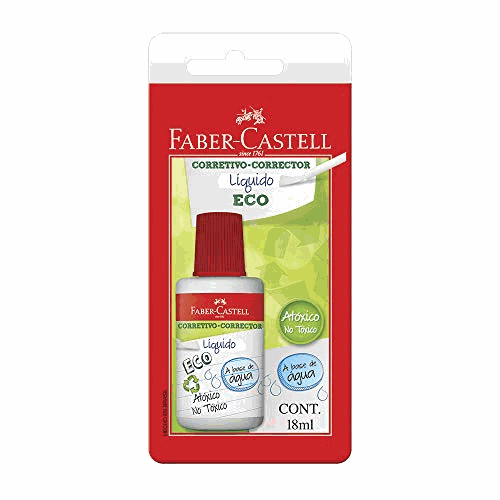 FABER-CASTELL
since 1761
CORRETIVO-CORRECTOR
Líquido
ECO
FABER-CASTELL
CORRETIVO-CORRECTOR
Líquido
ECO
A base de
água
Atóxico
No Tóxico
Atóxico
No Tóxico
A base de
água
CONT.
18ml